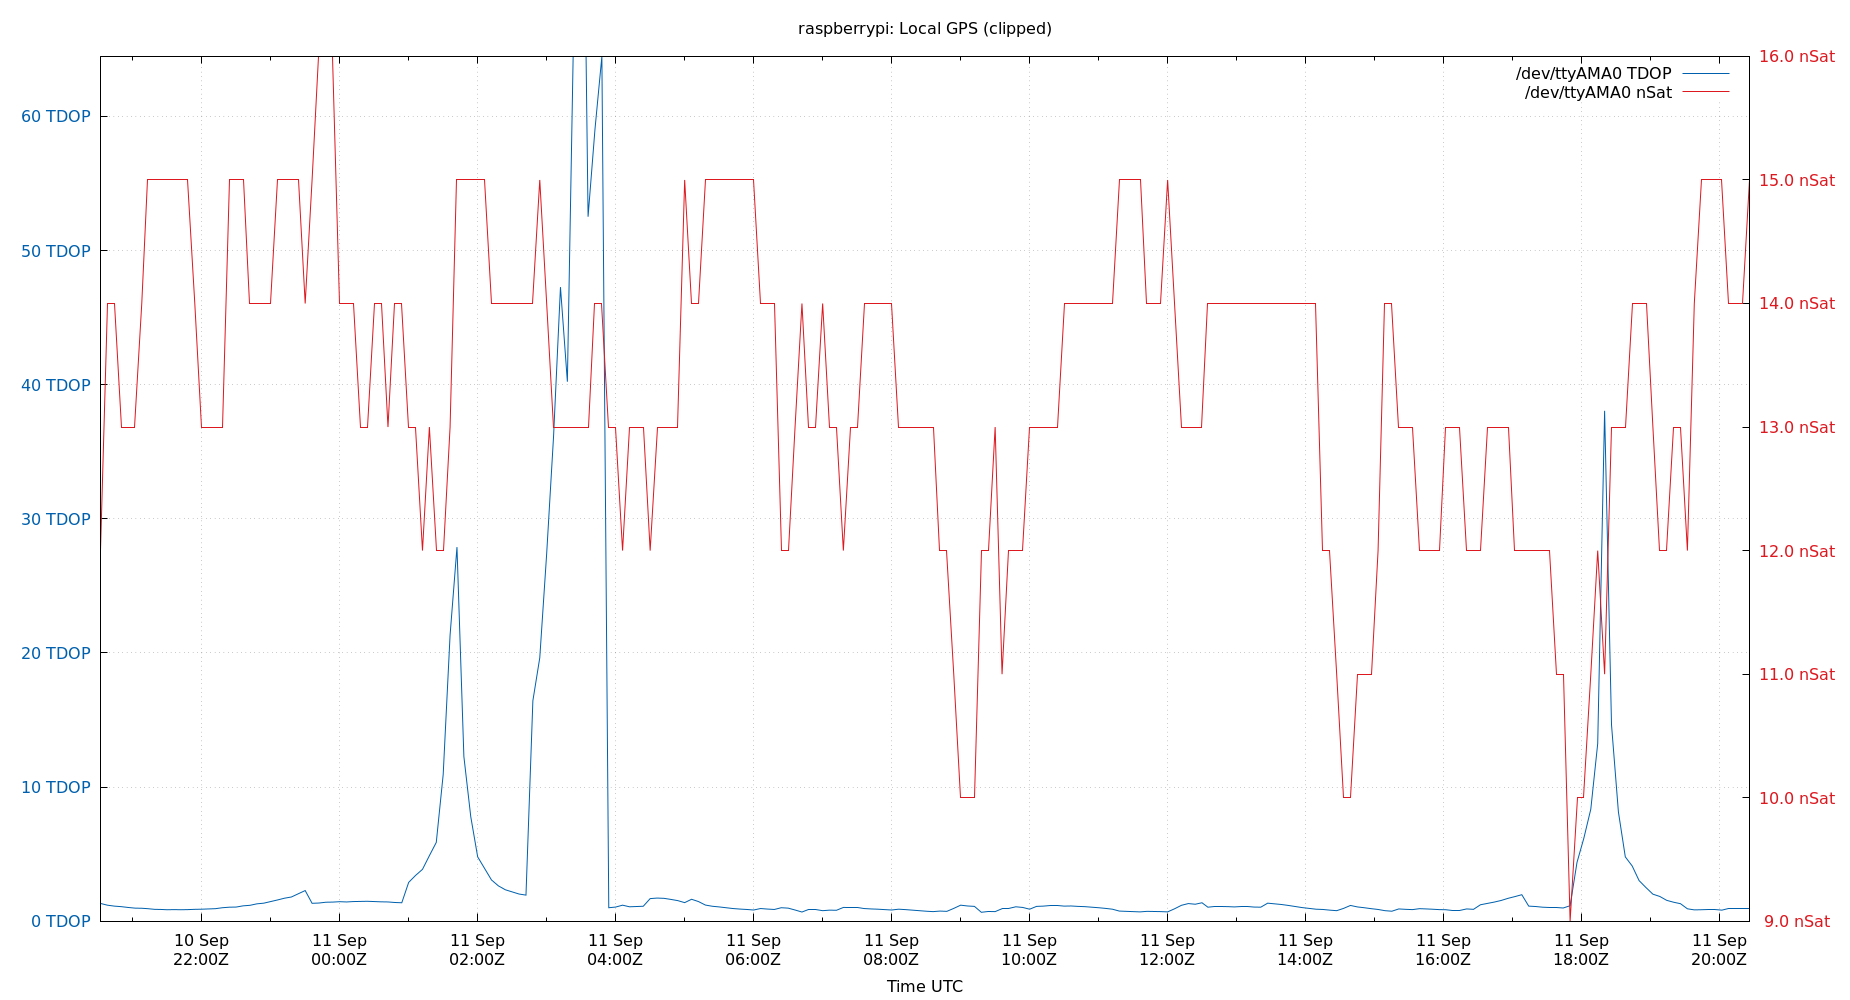 raspberrypi: Local GPS (clipped)
/dev/ttyAMA0 TDOP
/dev/ttyAMA0 nSat
60 TDOP
50 TDOP
40 TDOP
30 TDOP
20 TDOP
10 TDOP
0 TDOP
16.0 nSat
15.0 nSat
14.0 nSat
13.0 nSat
12.0 nSat
11.0 nSat
10.0 nSat
9.0 nSat
10 Sep
22:00Z
11 Sep
00:00Z
11 Sep
02:00Z
11 Sep
04:00Z
11 Sep
06:00Z
11 Sep
08:00Z
11 Sep
10:00Z
11 Sep
12:00Z
11 Sep
14:00Z
11 Sep
16:00Z
11 Sep
18:00Z
11 Sep
20:00Z
Time UTC